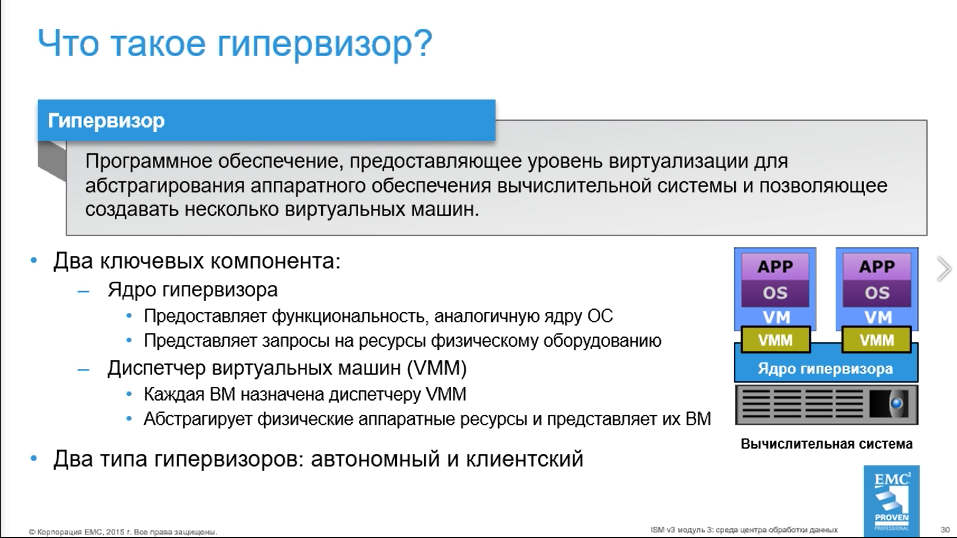 Что такое гипервизор?
Гипервизор
Программное обеспечение, предоставляющее уровень виртуализации для
абстрагирования аппаратного обеспечения вычислительной системы и позволяющее
создавать несколько виртуальных машин.
• Два ключевых компонента:
– Ядро гипервизора
• Предоставляет функциональность, аналогичную ядру ОС
• Представляет запросы на ресурсы физическому оборудованию
– Диспетчер виртуальных машин (VMM)
• Каждая ВМ назначена диспетчеру VMM
• Абстрагирует физические аппаратные ресурсы и представляет их ВМ
• Два типа гипервизоров: автономный и клиентский
APP APP
OS OS
VM VM
VMM VMM
Ядро гипервизора
Вычислительная система
EMC²
PROVEN
PROFESSIONAL
© Корпорация EMC, 2015 г. Все права защищены.
ISM v3 модуль 3: среда центра обработки данных
30